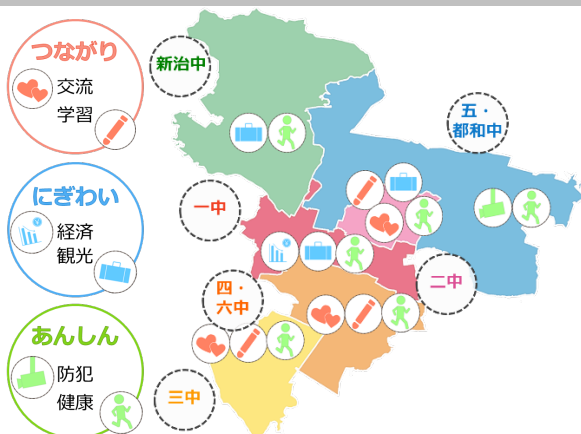 つながり
交流
学習
にぎわい
経済
観光
あんしん
防犯
健康
新治中
五・
都和中
一中
二中
四・
六中
三中